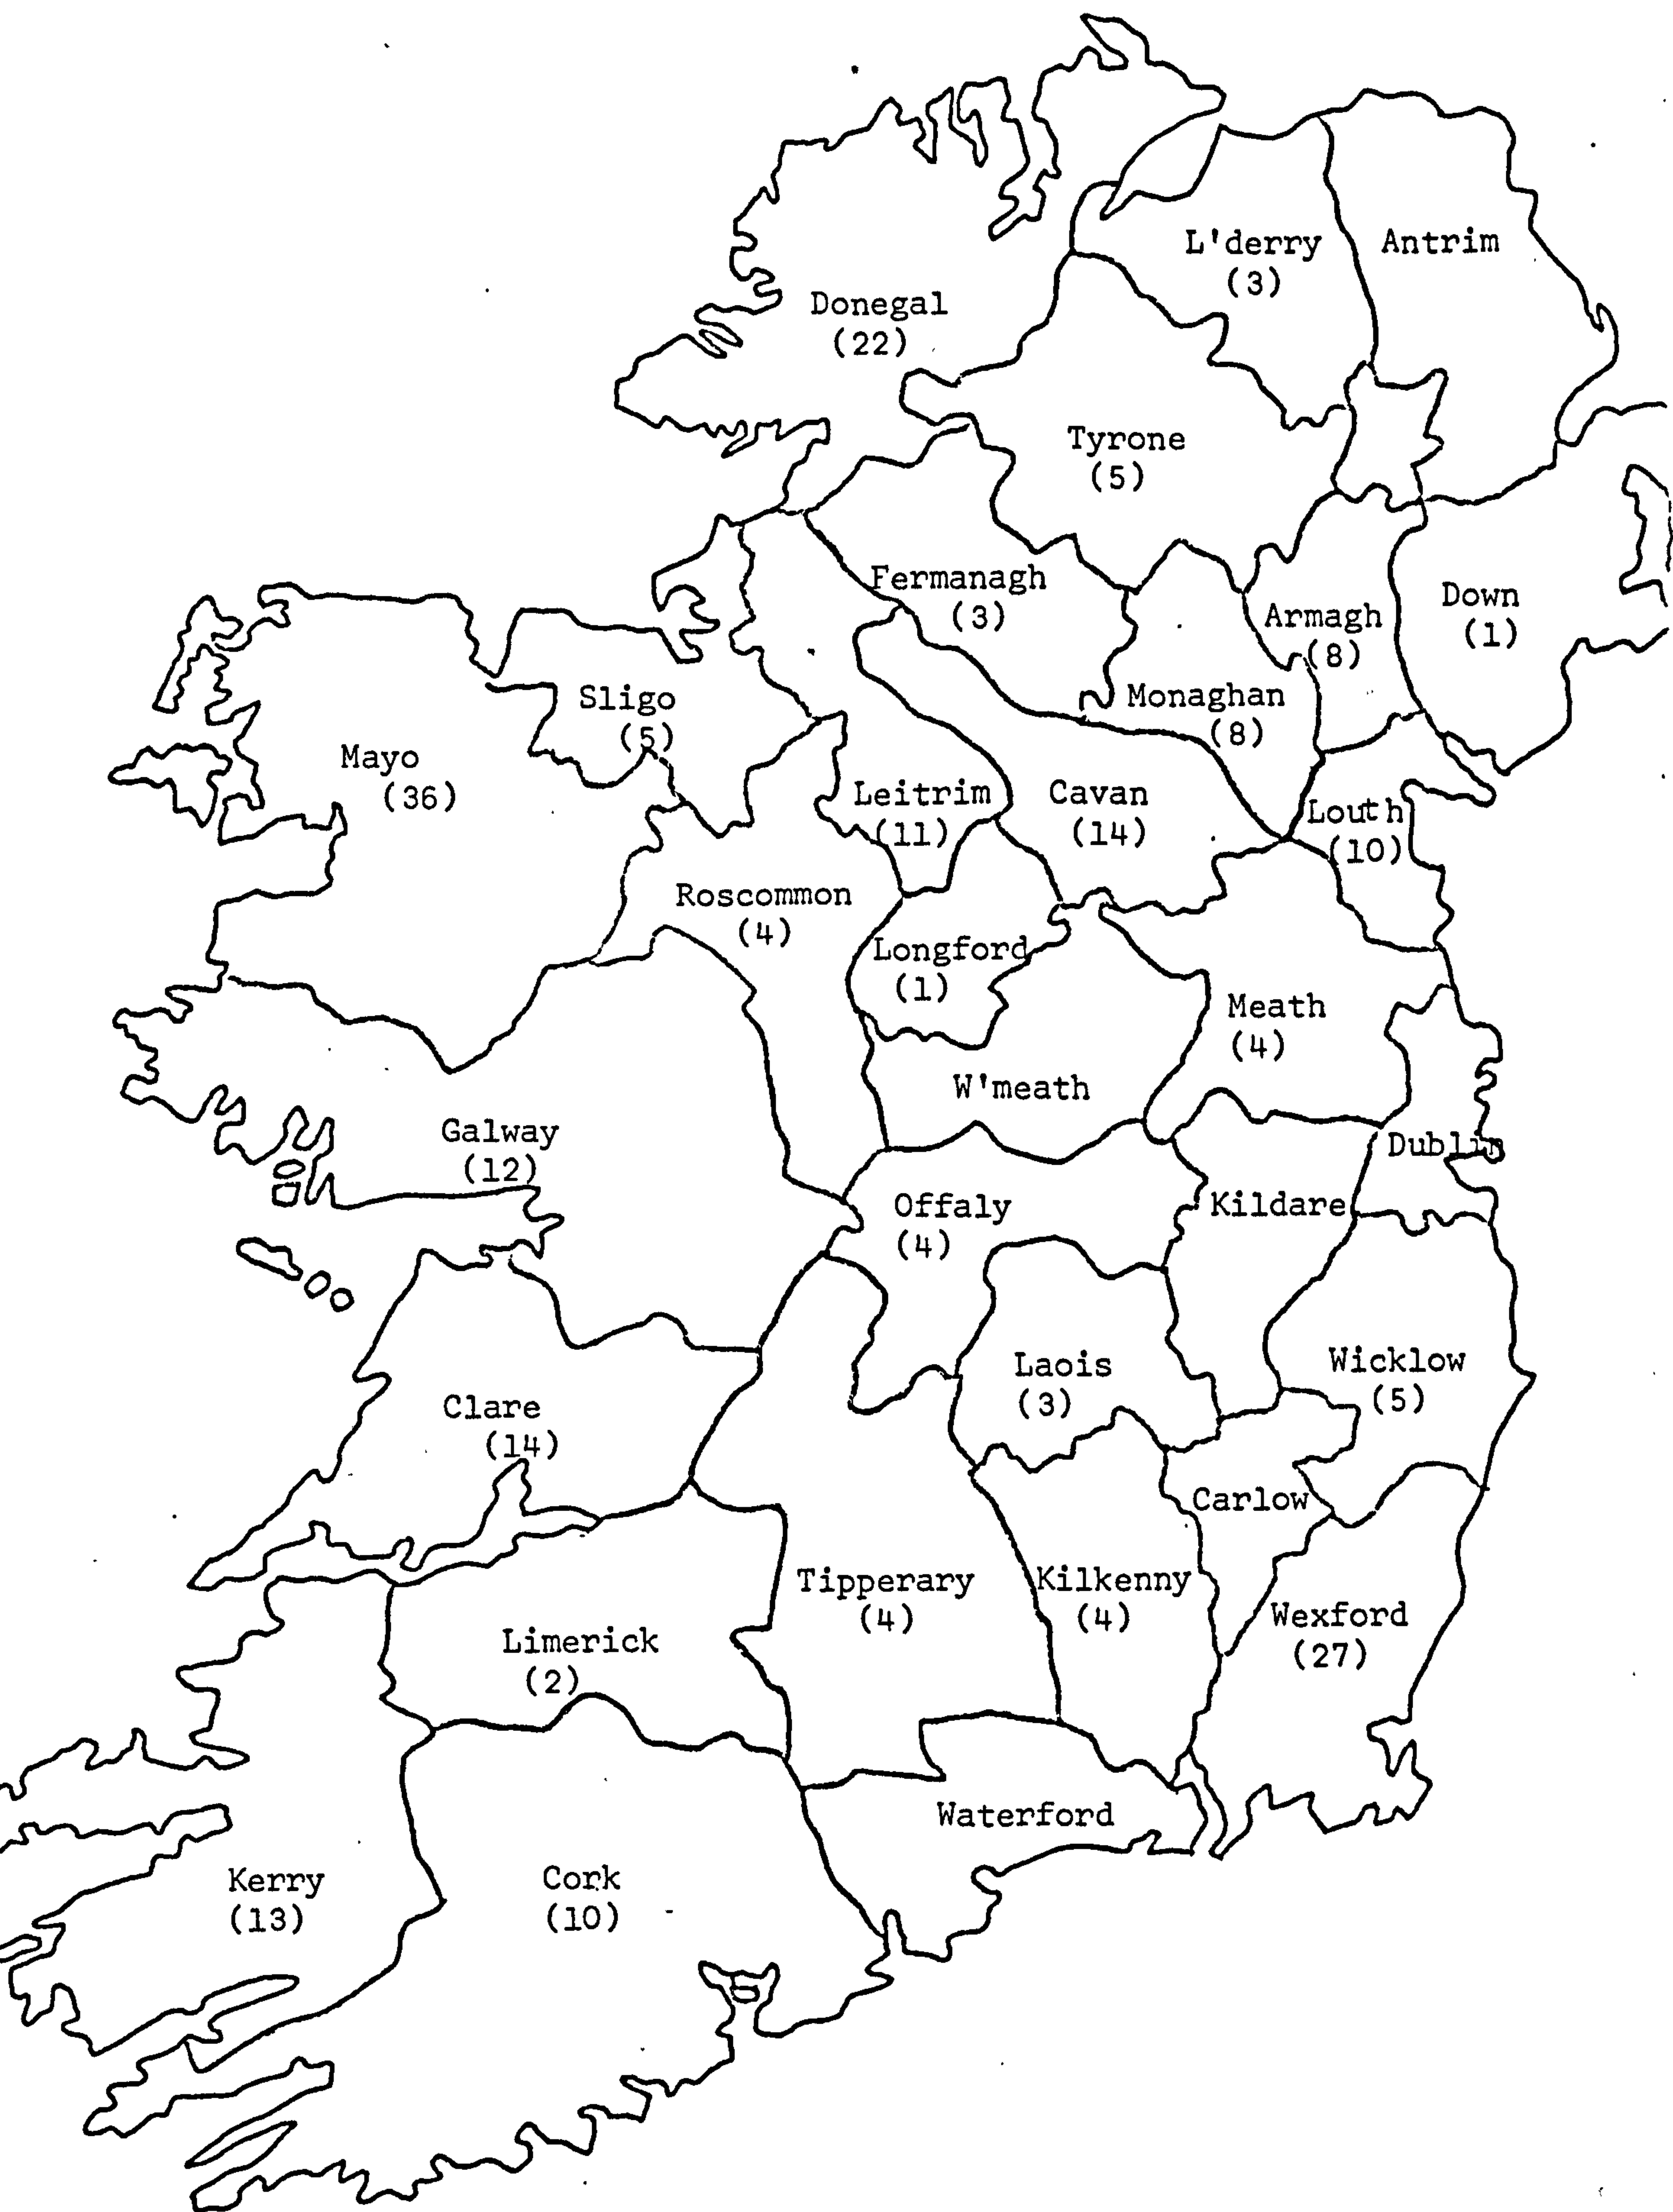 L'derry
(3)
Antrim
Donegal
(22)
Tyrone
(5)
Fermanagh
(3)
Armagh
(8)
Down
(1)
Monaghan
(8)
Sligo
(5)
Mayo
(36)
Leitrim
(11)
Cavan
(14)
Louth
(10)
Roscommon
(4)
Longford
(1)
Meath
(4)
W'meath
Galway
(12)
Dublin
Offaly
(4)
Kildare
Laois
(3)
Wicklow
(5)
Clare
(14)
Carlow
Tipperary
(4)
Kilkenny
(4)
Wexford
(27)
Limerick
(2)
Waterford
Kerry
(13)
Cork
(10)